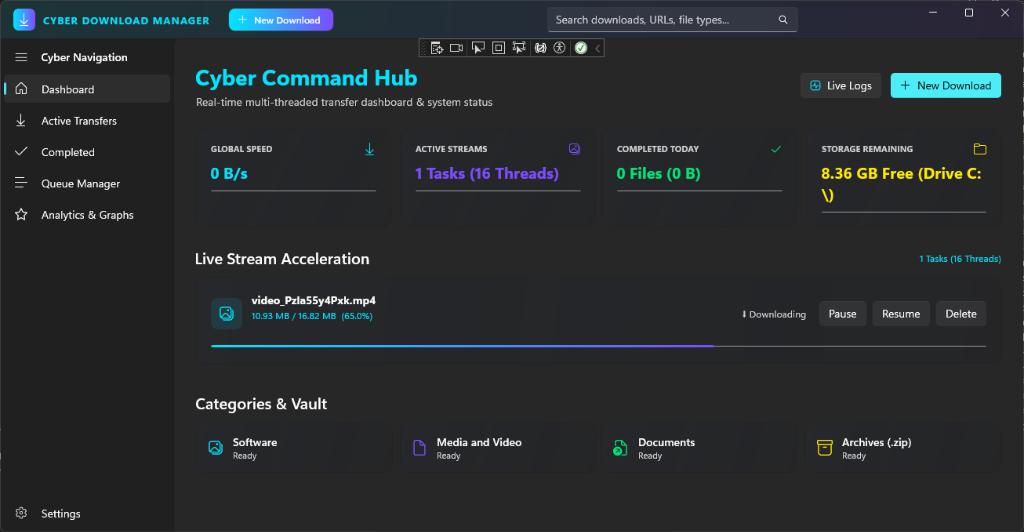 CYBER DOWNLOAD MANAGER
+ New Download
Search downloads, URLs, file types...
Cyber Navigation
Dashboard
Active Transfers
Completed
Queue Manager
Analytics & Graphs
Settings
Cyber Command Hub
Real-time multi-threaded transfer dashboard & system status
Live Logs
+ New Download
GLOBAL SPEED
0 B/s
ACTIVE STREAMS
1 Tasks (16 Threads)
COMPLETED TODAY
0 Files (0 B)
STORAGE REMAINING
8.36 GB Free (Drive C:
\)
Live Stream Acceleration
1 Tasks (16 Threads)
video_Pzla55y4Pxk.mp4
10.93 MB / 16.82 MB (65.0%)
⬇ Downloading
Pause
Resume
Delete
Categories & Vault
Software
Ready
Media and Video
Ready
Documents
Ready
Archives (.zip)
Ready